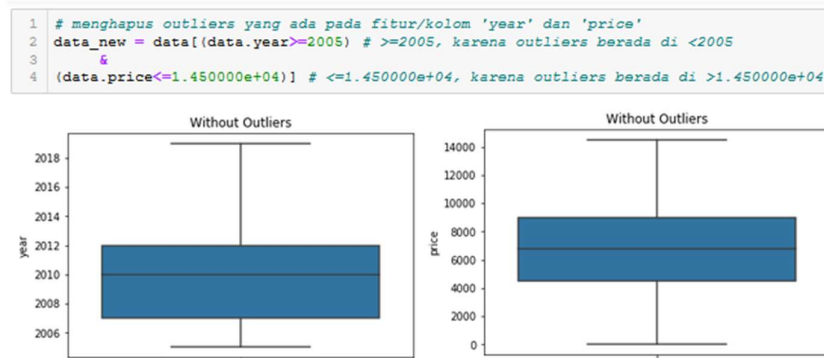 1 # menghapus outliers yang ada pada fitur/kolom 'year' dan 'price'
2 data_new = data[(data.year>=2005) # >=2005, karena outliers berada di <2005
3 &
4 (data.price<=1.450000e+04)] # <=1.450000e+04, karena outliers berada di >1.450000e+04
Without Outliers
2018
2016
2014
2012
2010
2008
2006
year
Without Outliers
14000
12000
10000
8000
6000
4000
2000
0
price